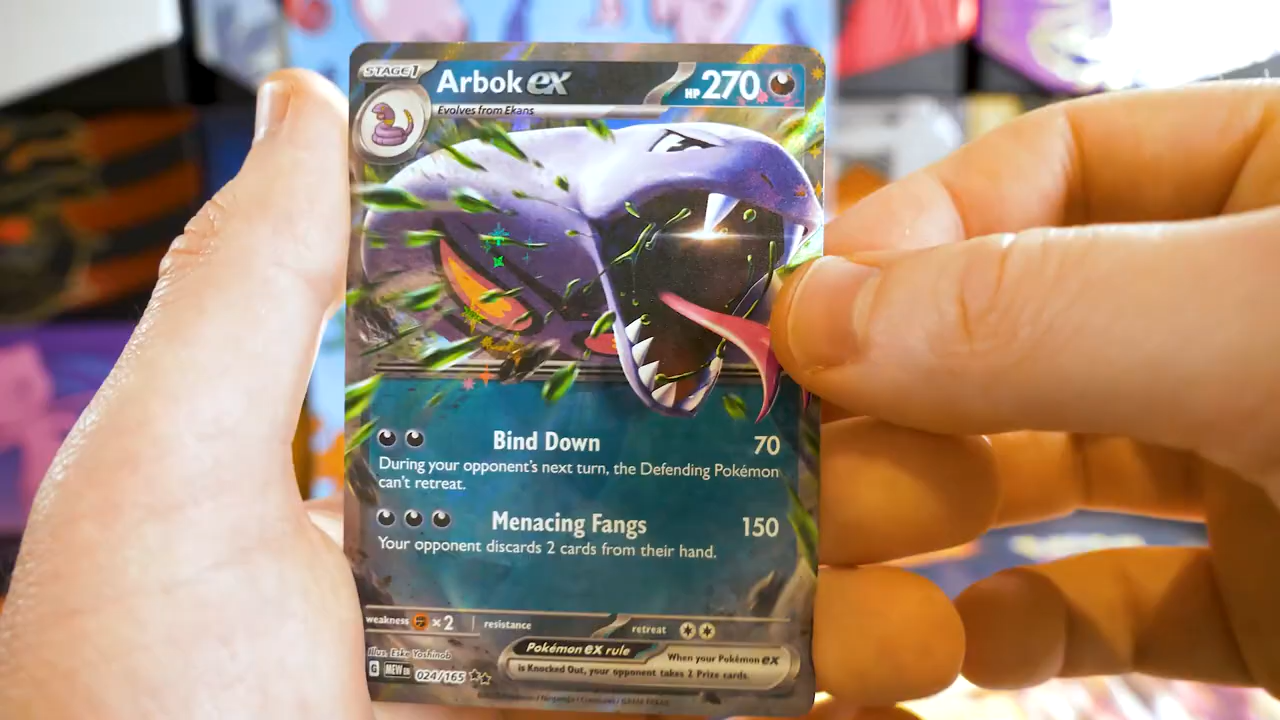 STAGE1
Arbok ex
HP 270
Evolves from Ekans
Bind Down 70
During your opponent's next turn, the Defending Pokémon
can't retreat.
Menacing Fangs 150
Your opponent discards 2 cards from their hand.
weakness ×2 resistance retreat
Pokémon ex rule
When your Pokémon ex
is Knocked Out, your opponent takes 2 Prize cards.
Illus. Eske Yoshinob
G MEW EN 024/165